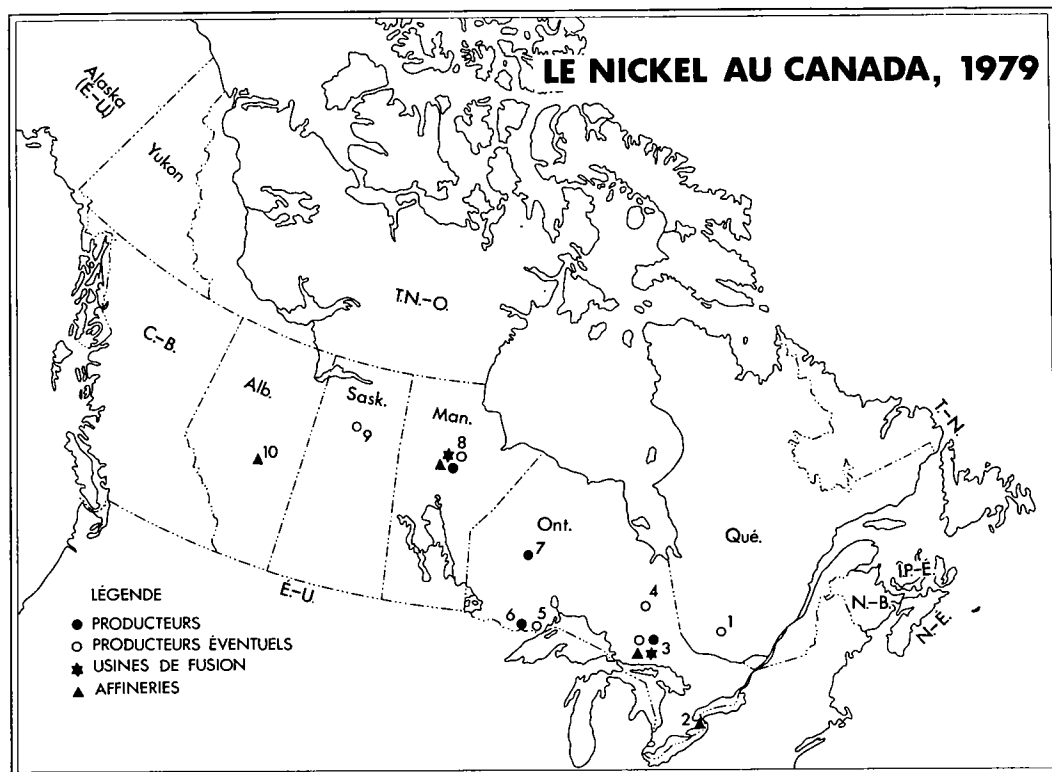 LE NICKEL AU CANADA, 1979
Alaska
(É.-U.)
Yukon
T.N.-O.
C.-B.
Alb.
Sask.
Man.
9
8
10
T.-N.
Ont.
Qué.
7
Î.P.-É.
N.-B.
N.-É.
É.-U.
4
6
5
1
3
2
LÉGENDE
PRODUCTEURS
PRODUCTEURS ÉVENTUELS
USINES DE FUSION
AFFINERIES